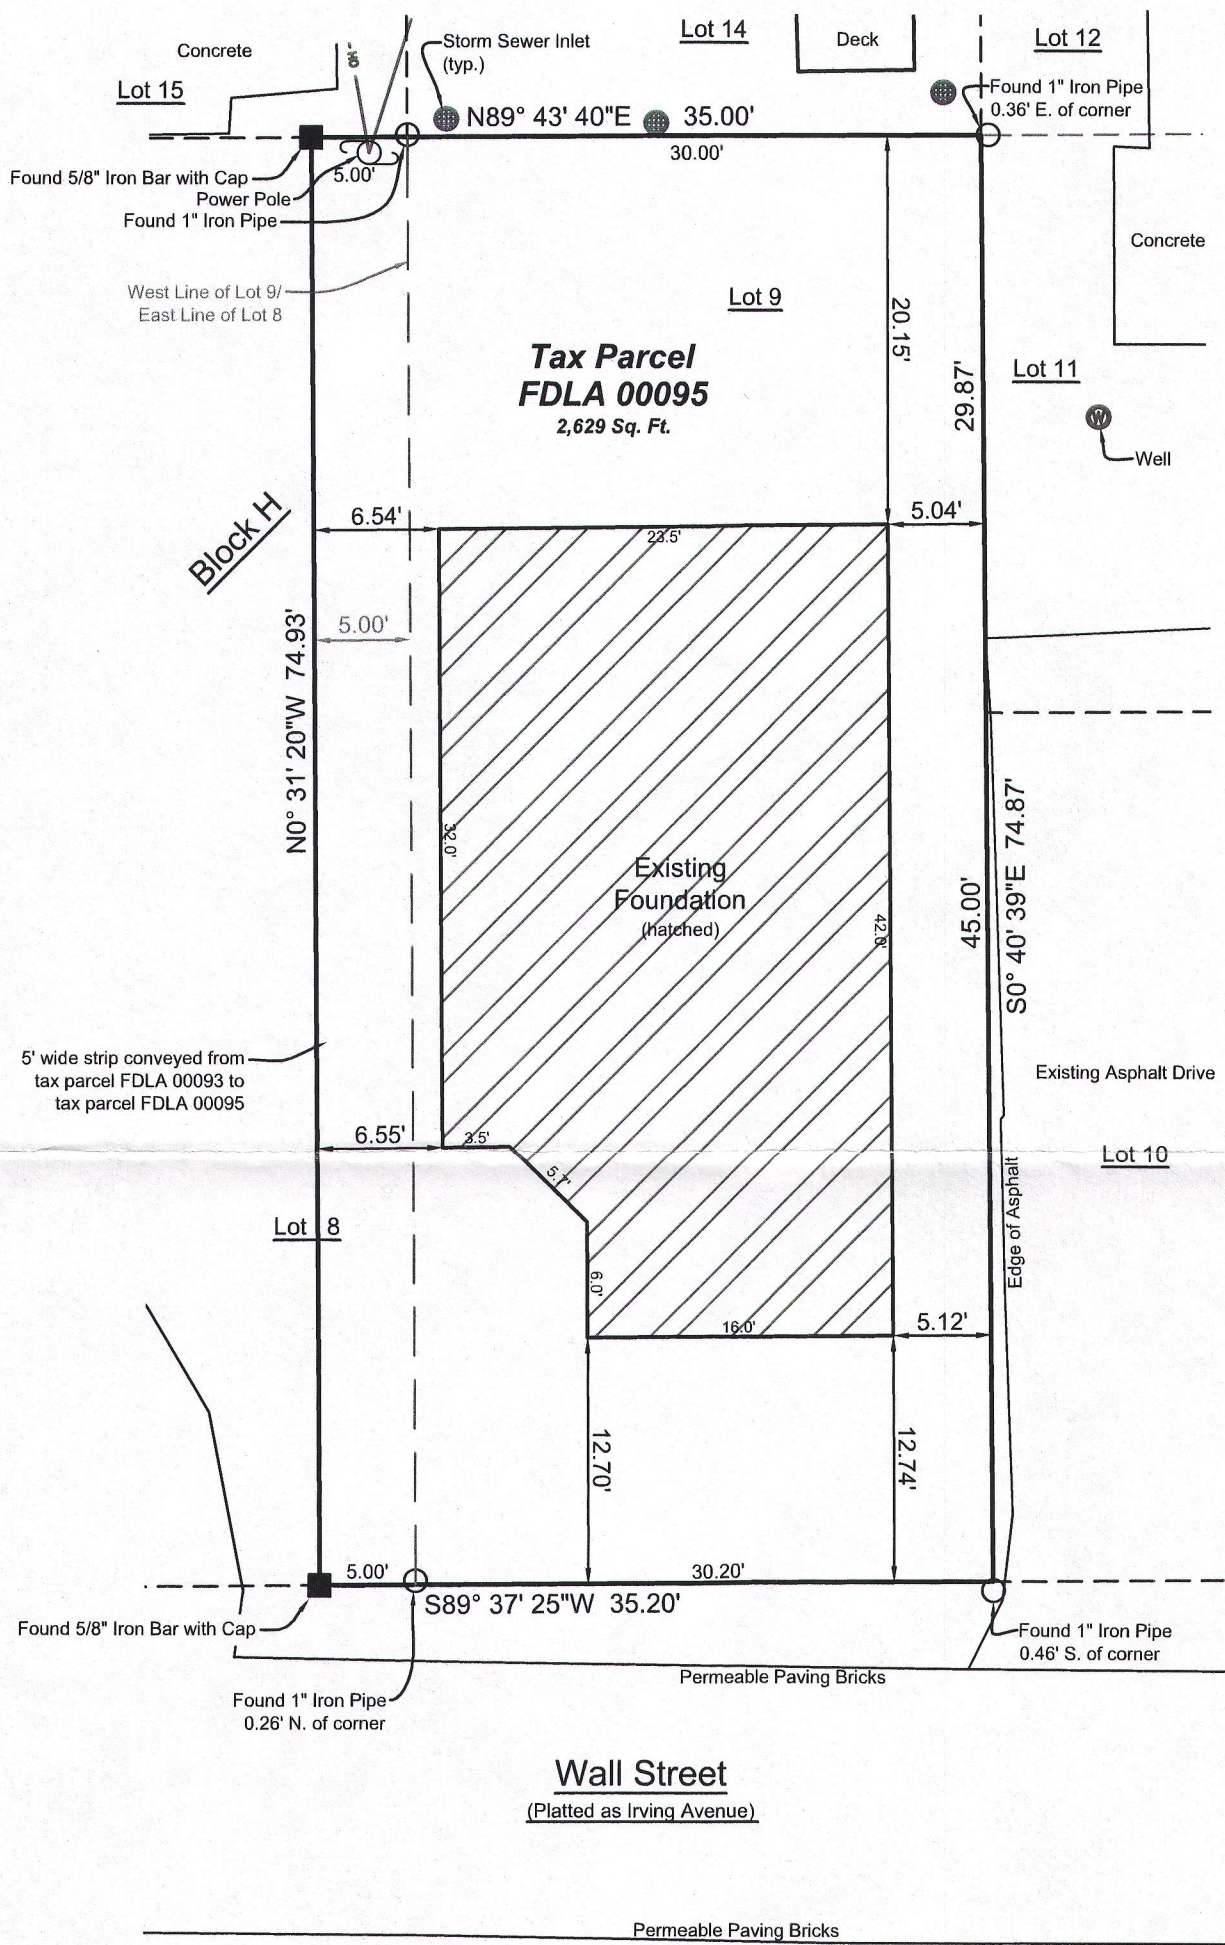 Concrete
Lot 15
OH -
Storm Sewer Inlet
(typ.)
Lot 14
Deck
Lot 12
N89° 43' 40"E 35.00'
Found 1" Iron Pipe
0.36' E. of corner
30.00'
5.00'
Found 5/8" Iron Bar with Cap
Power Pole
Found 1" Iron Pipe
West Line of Lot 9/
East Line of Lot 8
Concrete
Lot 9
20.15'
Tax Parcel
FDLA 00095
2,629 Sq. Ft.
29.87'
Lot 11
W
Well
Block H
6.54'
23.5'
5.04'
5.00'
N0° 31' 20"W 74.93'
32.0'
Existing
Foundation
(hatched)
42.0'
45.00'
S0° 40' 39"E 74.87'
5' wide strip conveyed from
tax parcel FDLA 00093 to
tax parcel FDLA 00095
Existing Asphalt Drive
6.55'
3.5'
5.7'
Lot 10
Edge of Asphalt
Lot 8
6.0'
16.0'
5.12'
12.70'
12.74'
5.00'
30.20'
S89° 37' 25"W 35.20'
Found 5/8" Iron Bar with Cap
Found 1" Iron Pipe
0.46' S. of corner
Permeable Paving Bricks
Found 1" Iron Pipe
0.26' N. of corner
Wall Street
(Platted as Irving Avenue)
Permeable Paving Bricks